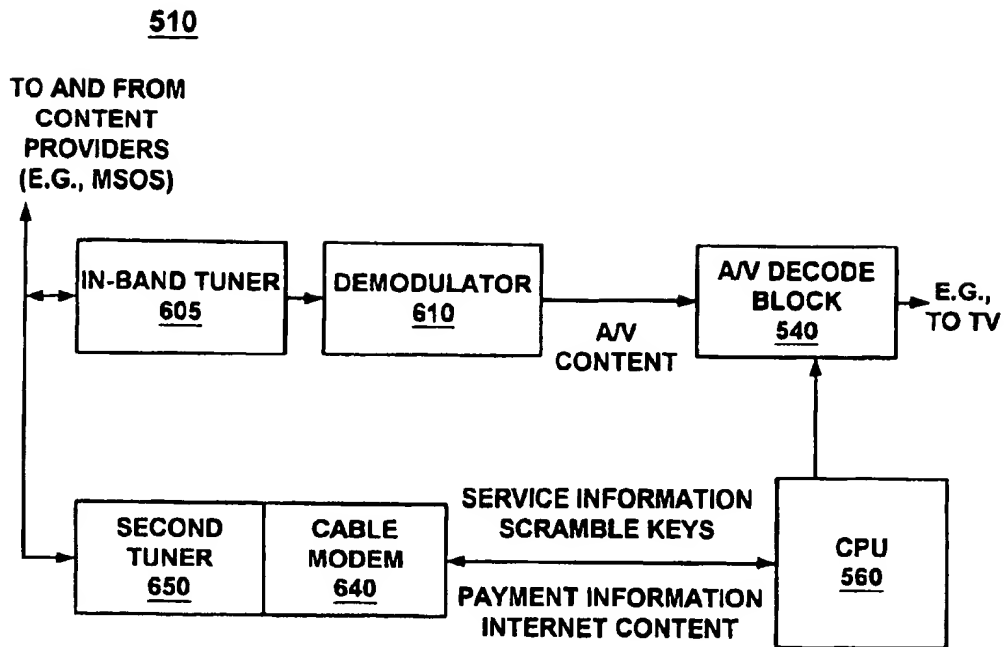 510
TO AND FROM
CONTENT
PROVIDERS
(E.G., MSOS)
IN-BAND TUNER
605
DEMODULATOR
610
A/V
CONTENT
A/V DECODE
BLOCK
540
E.G.,
TO TV
SECOND
TUNER
650
CABLE
MODEM
640
SERVICE INFORMATION
SCRAMBLE KEYS
PAYMENT INFORMATION
INTERNET CONTENT
CPU
560